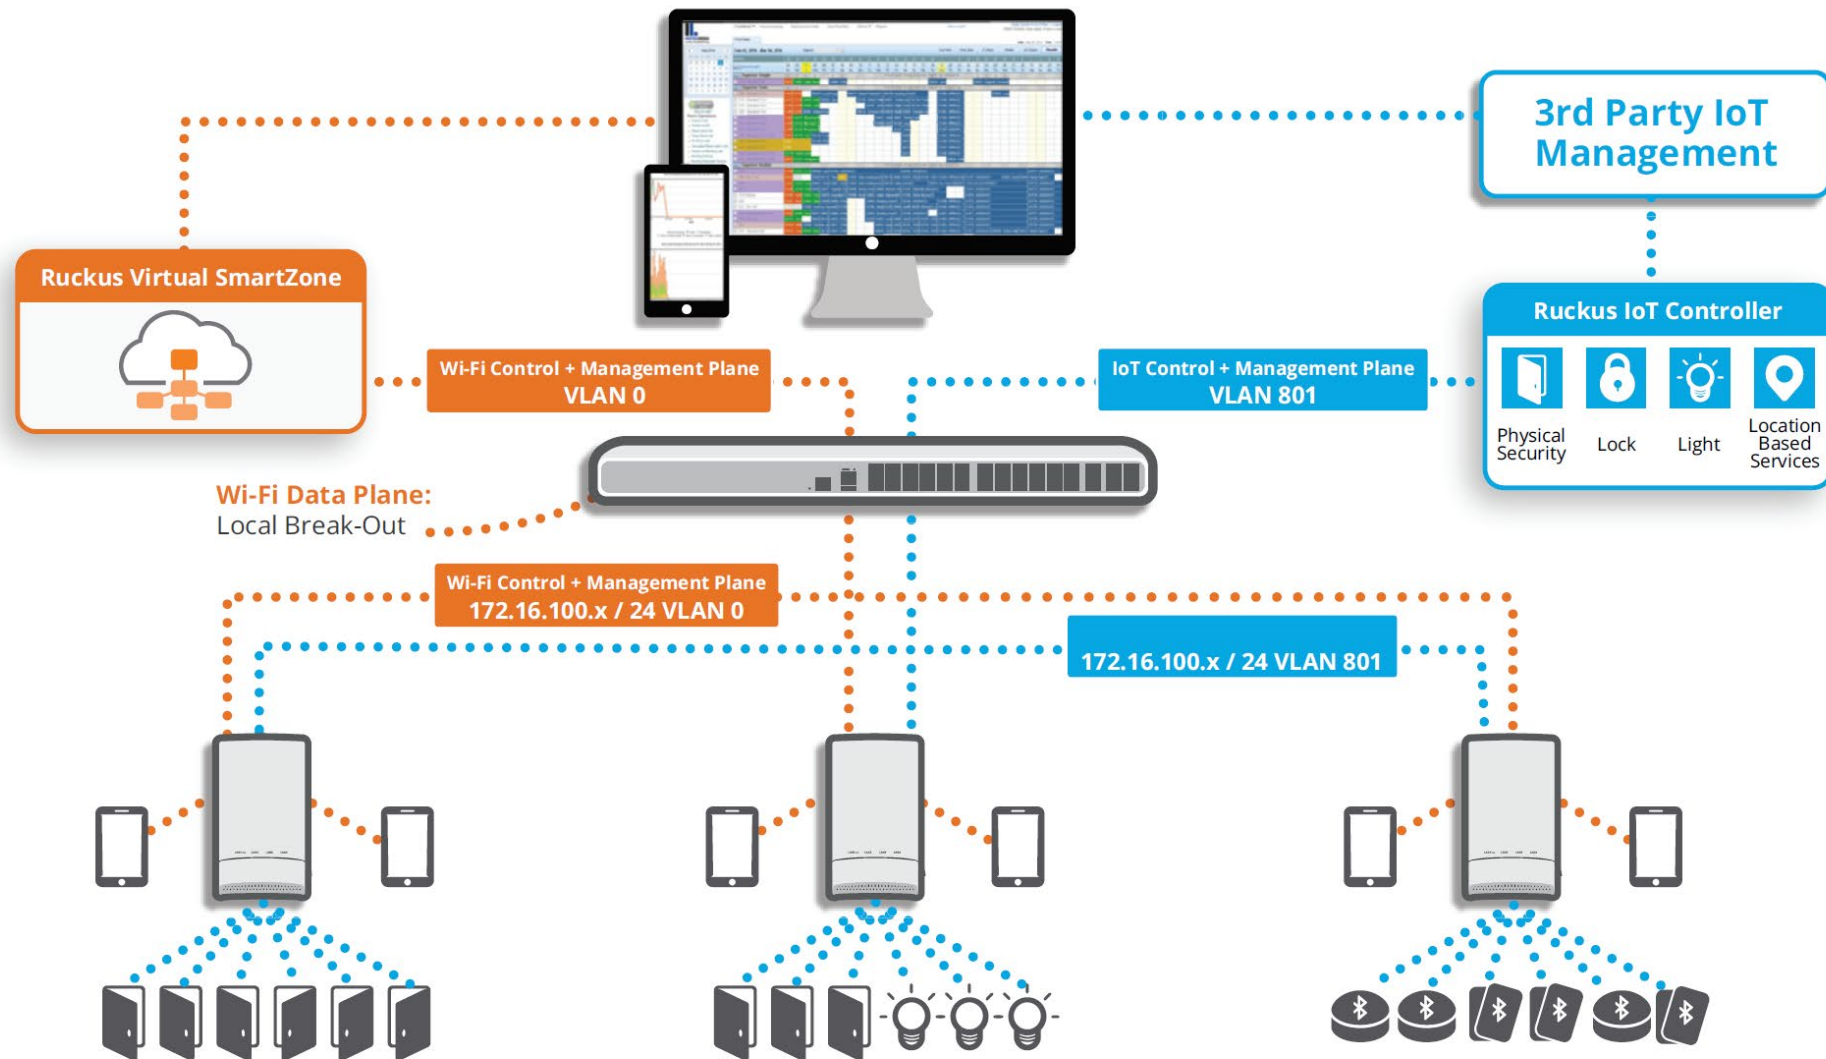 3rd Party IoT
Management
Ruckus Virtual SmartZone
Ruckus IoT Controller
Physical
Security
Lock
Light
Location
Based
Services
Wi-Fi Control + Management Plane
VLAN 0
IoT Control + Management Plane
VLAN 801
Wi-Fi Data Plane:
Local Break-Out
Wi-Fi Control + Management Plane
172.16.100.x / 24 VLAN 0
172.16.100.x / 24 VLAN 801